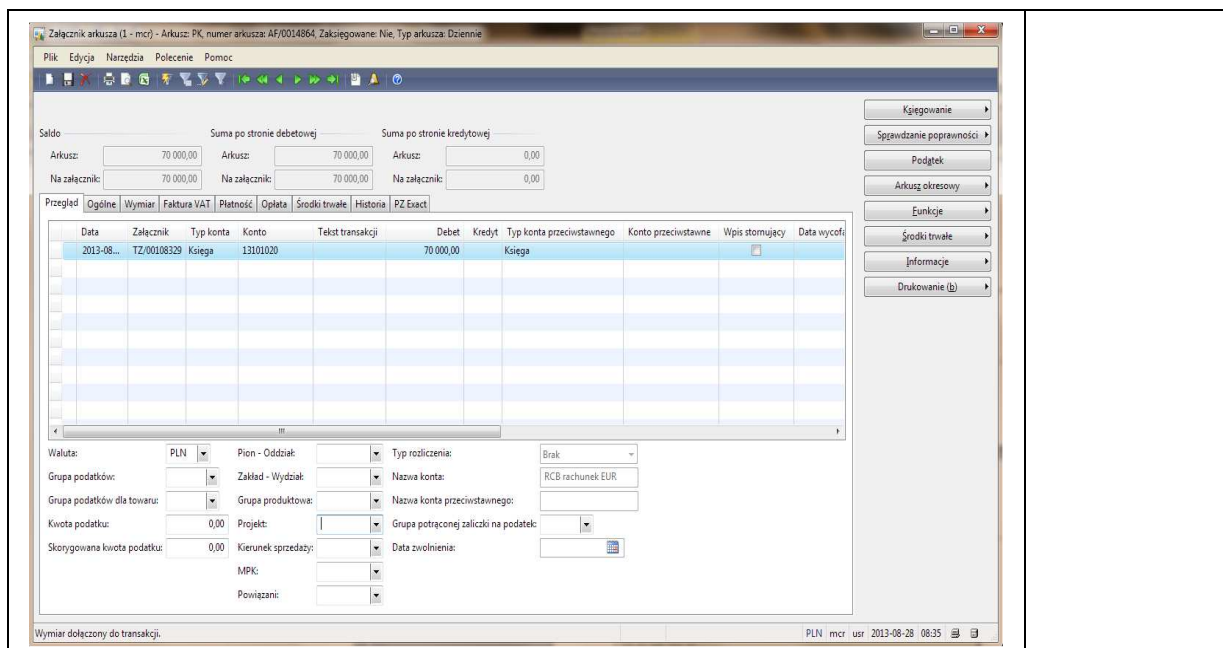 Załącznik arkusza (1 - mcr) - Arkusz: PK, numer arkusza: AF/0014864, Zaksięgowane: Nie, Typ arkusza: Dziennie
Plik Edycja Narzędzia Polecenie Pomoc
Saldo Suma po stronie debetowej Suma po stronie kredytowej
Arkusz: 70 000,00 Arkusz: 70 000,00 Arkusz: 0,00
Na załącznik: 70 000,00 Na załącznik: 70 000,00 Na załącznik: 0,00
Przegląd Ogólne Wymiar Faktura VAT Płatność Opłata Środki trwałe Historia PZ Exact
Data Załącznik Typ konta Konto Tekst transakcji Debet Kredyt Typ konta przeciwstawnego Konto przeciwstawne Wpis stornujący Data wycofa
2013-08... TZ/00108329 Księga 13101020 70 000,00 Księga
Księgowanie
Sprawdzanie poprawności
Podatek
Arkusz okresowy
Funkcje
Środki trwałe
Informacje
Drukowanie (b)
Waluta: PLN Pion - Oddział: Typ rozliczenia: Brak
Grupa podatków: Zakład - Wydział: Nazwa konta: RCB rachunek EUR
Grupa podatków dla towaru: Grupa produktowa: Nazwa konta przeciwstawnego:
Kwota podatku: 0,00 Projekt: Grupa potrąconej zaliczki na podatek:
Skorygowana kwota podatku: 0,00 Kierunek sprzedaży: Data zwolnienia:
MPK:
Powiązani:
Wymiar dołączony do transakcji. PLN mcr usr 2013-08-28 08:35